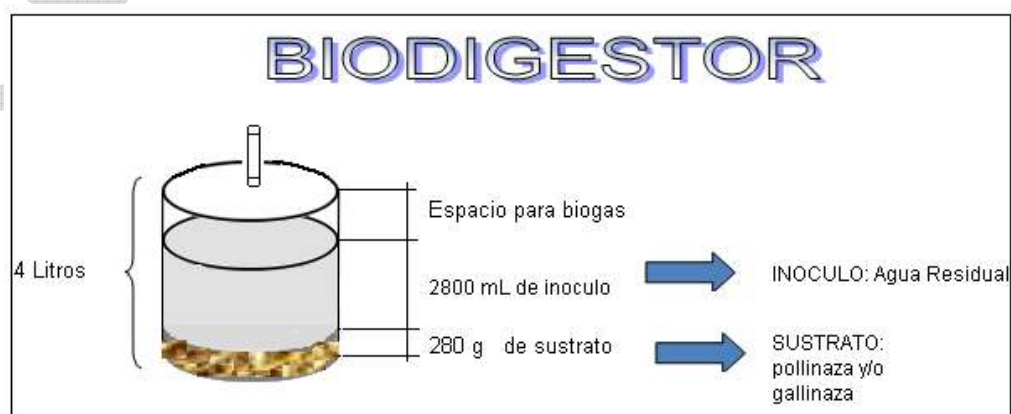 BIODIGESTOR
4 Litros
Espacio para biogas
2800 mL de inoculo
INOCULO: Agua Residual
280 g de sustrato
SUSTRATO:
pollinaza y/o
gallinaza